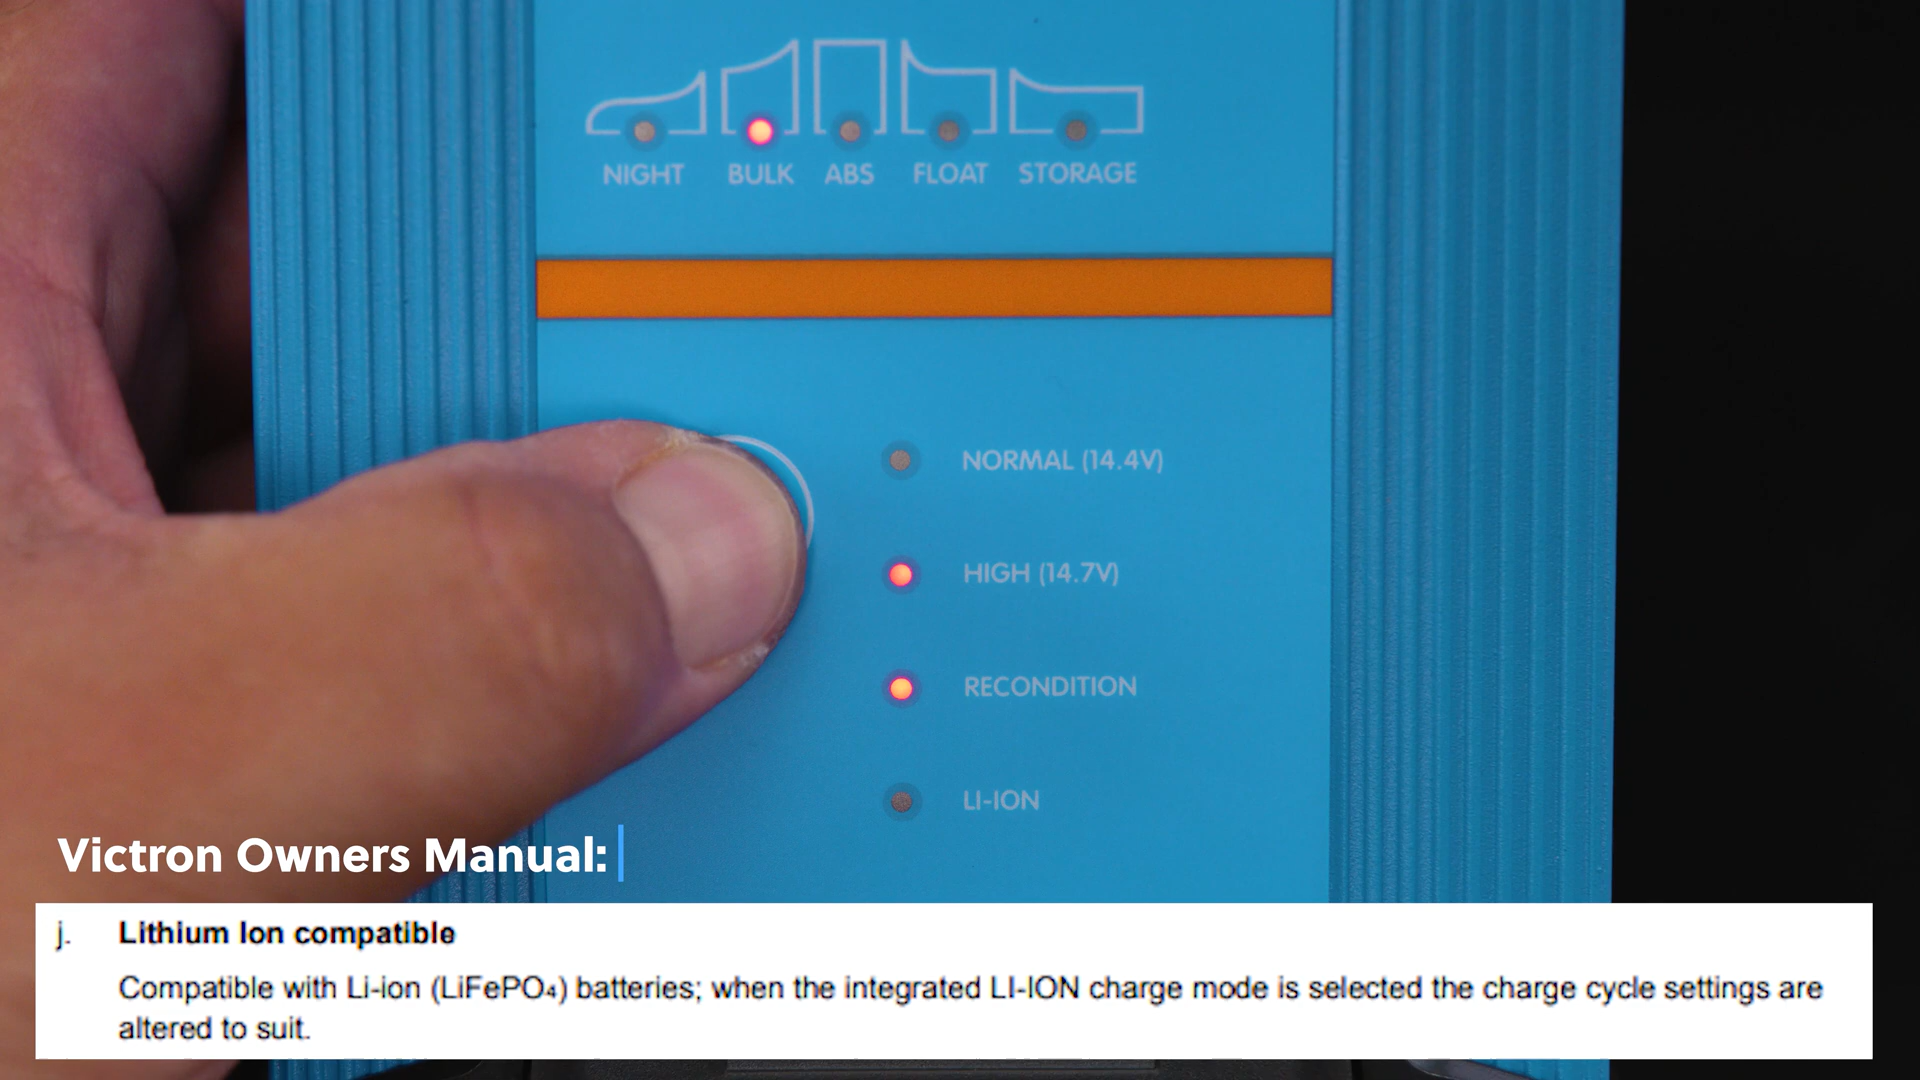 NIGHT BULK ABS FLOAT STORAGE
NORMAL (14.4V)
HIGH (14.7V)
RECONDITION
LI-ION
Victron Owners Manual:
j. Lithium Ion compatible
Compatible with Li-ion (LiFePO₄) batteries; when the integrated LI-ION charge mode is selected the charge cycle settings are
altered to suit.